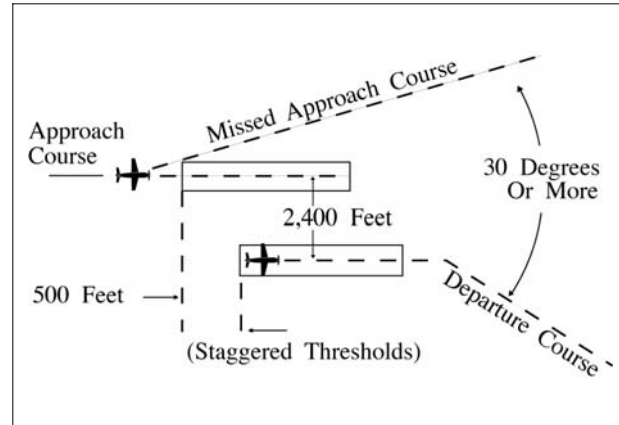 Missed Approach Course
Approach
Course
30 Degrees
Or More
2,400 Feet
500 Feet
Departure Course
(Staggered Thresholds)